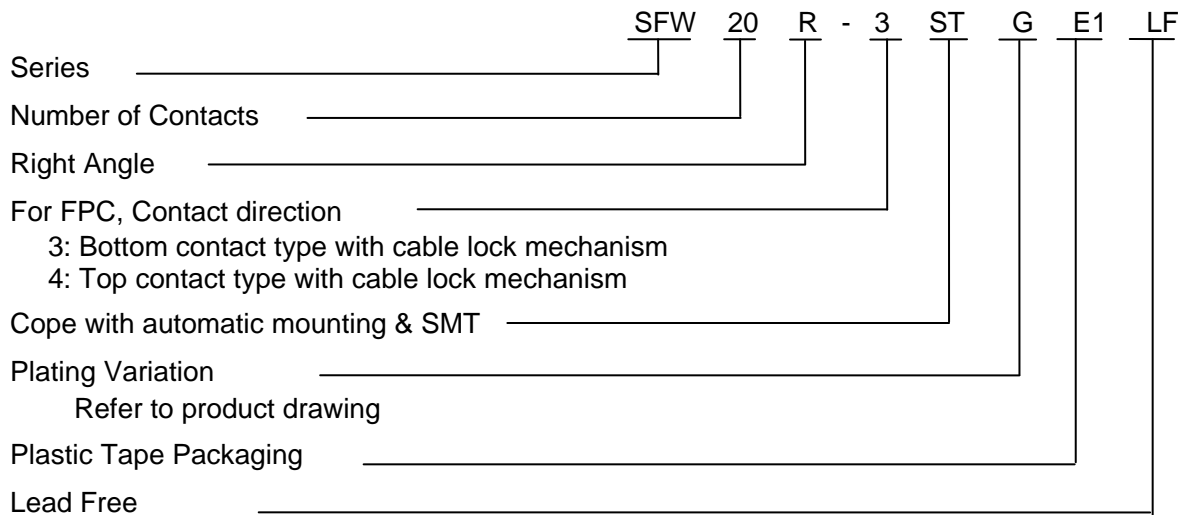 SFW 20 R - 3 ST G E1 LF
Series
Number of Contacts
Right Angle
For FPC, Contact direction
3: Bottom contact type with cable lock mechanism
4: Top contact type with cable lock mechanism
Cope with automatic mounting & SMT
Plating Variation
Refer to product drawing
Plastic Tape Packaging
Lead Free